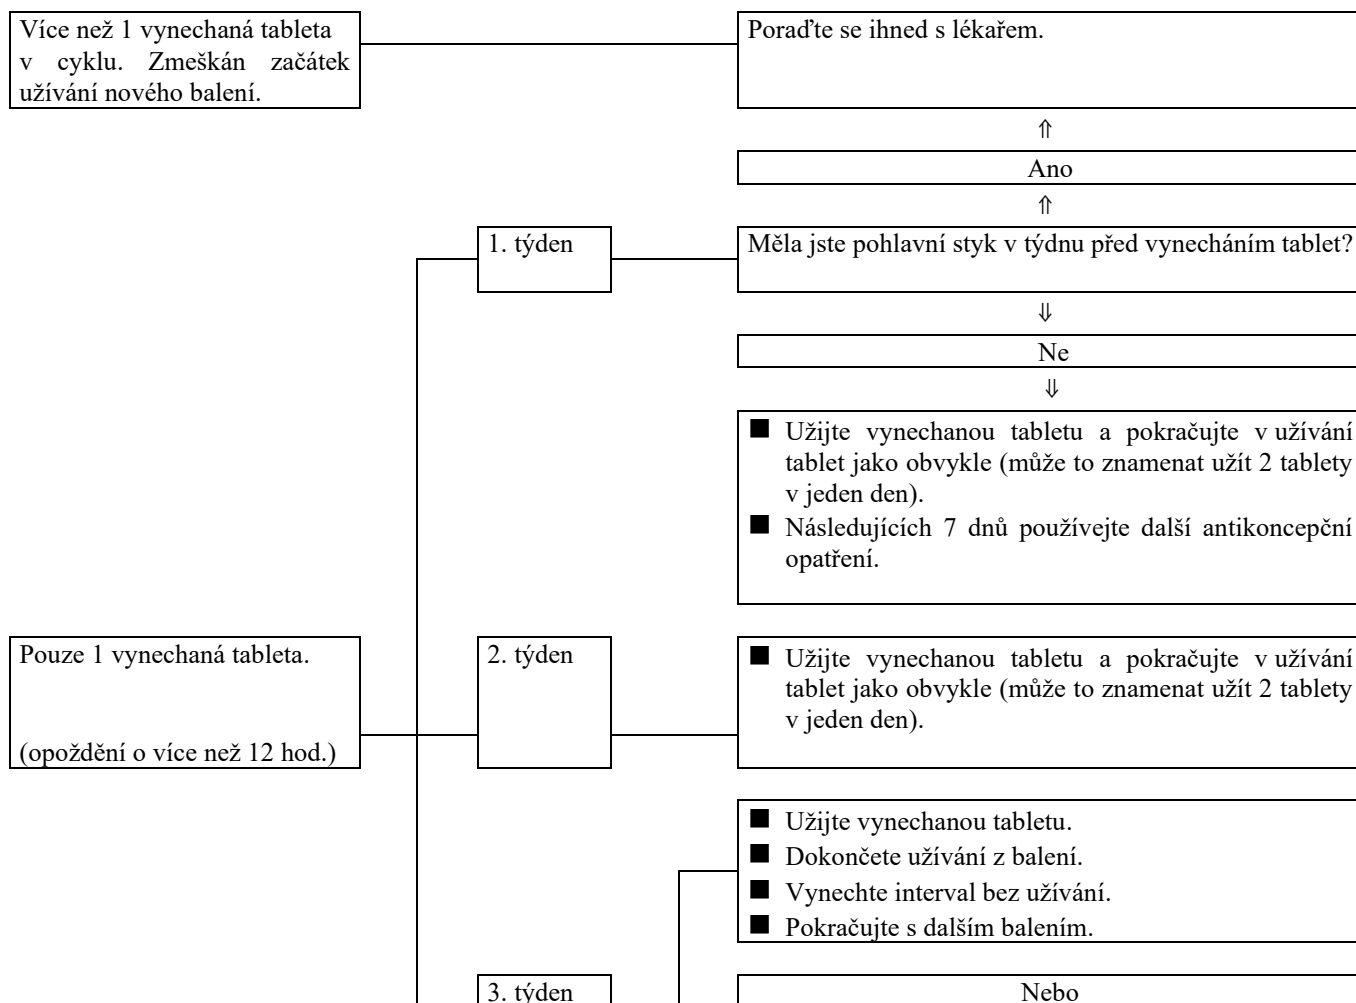 Více než 1 vynechaná tableta
v cyklu. Zmeškán začátek
užívání nového balení.
Poraďte se ihned s lékařem.
⇑
Ano
⇑
1. týden
Měla jste pohlavní styk v týdnu před vynecháním tablet?
⇓
Ne
⇓
■ Užijte vynechanou tabletu a pokračujte v užívání
tablet jako obvykle (může to znamenat užít 2 tablety
v jeden den).
■ Následujících 7 dnů používejte další antikoncepční
opatření.
Pouze 1 vynechaná tableta.
(opoždění o více než 12 hod.)
2. týden
■ Užijte vynechanou tabletu a pokračujte v užívání
tablet jako obvykle (může to znamenat užít 2 tablety
v jeden den).
■ Užijte vynechanou tabletu.
■ Dokončete užívání z balení.
■ Vynechte interval bez užívání.
■ Pokračujte s dalším balením.
3. týden
Nebo